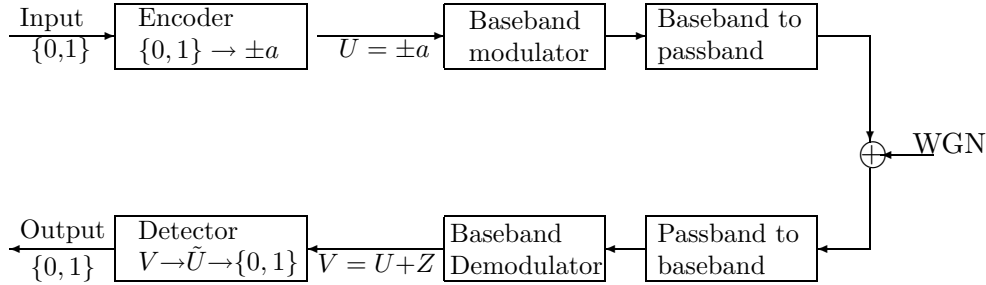 Input
{0,1}
Encoder
{0, 1} → ±a
U = ±a
Baseband
modulator
Baseband to
passband
WGN
Output
{0, 1}
Detector
V→Ũ→{0, 1}
V = U+Z
Baseband
Demodulator
Passband to
baseband